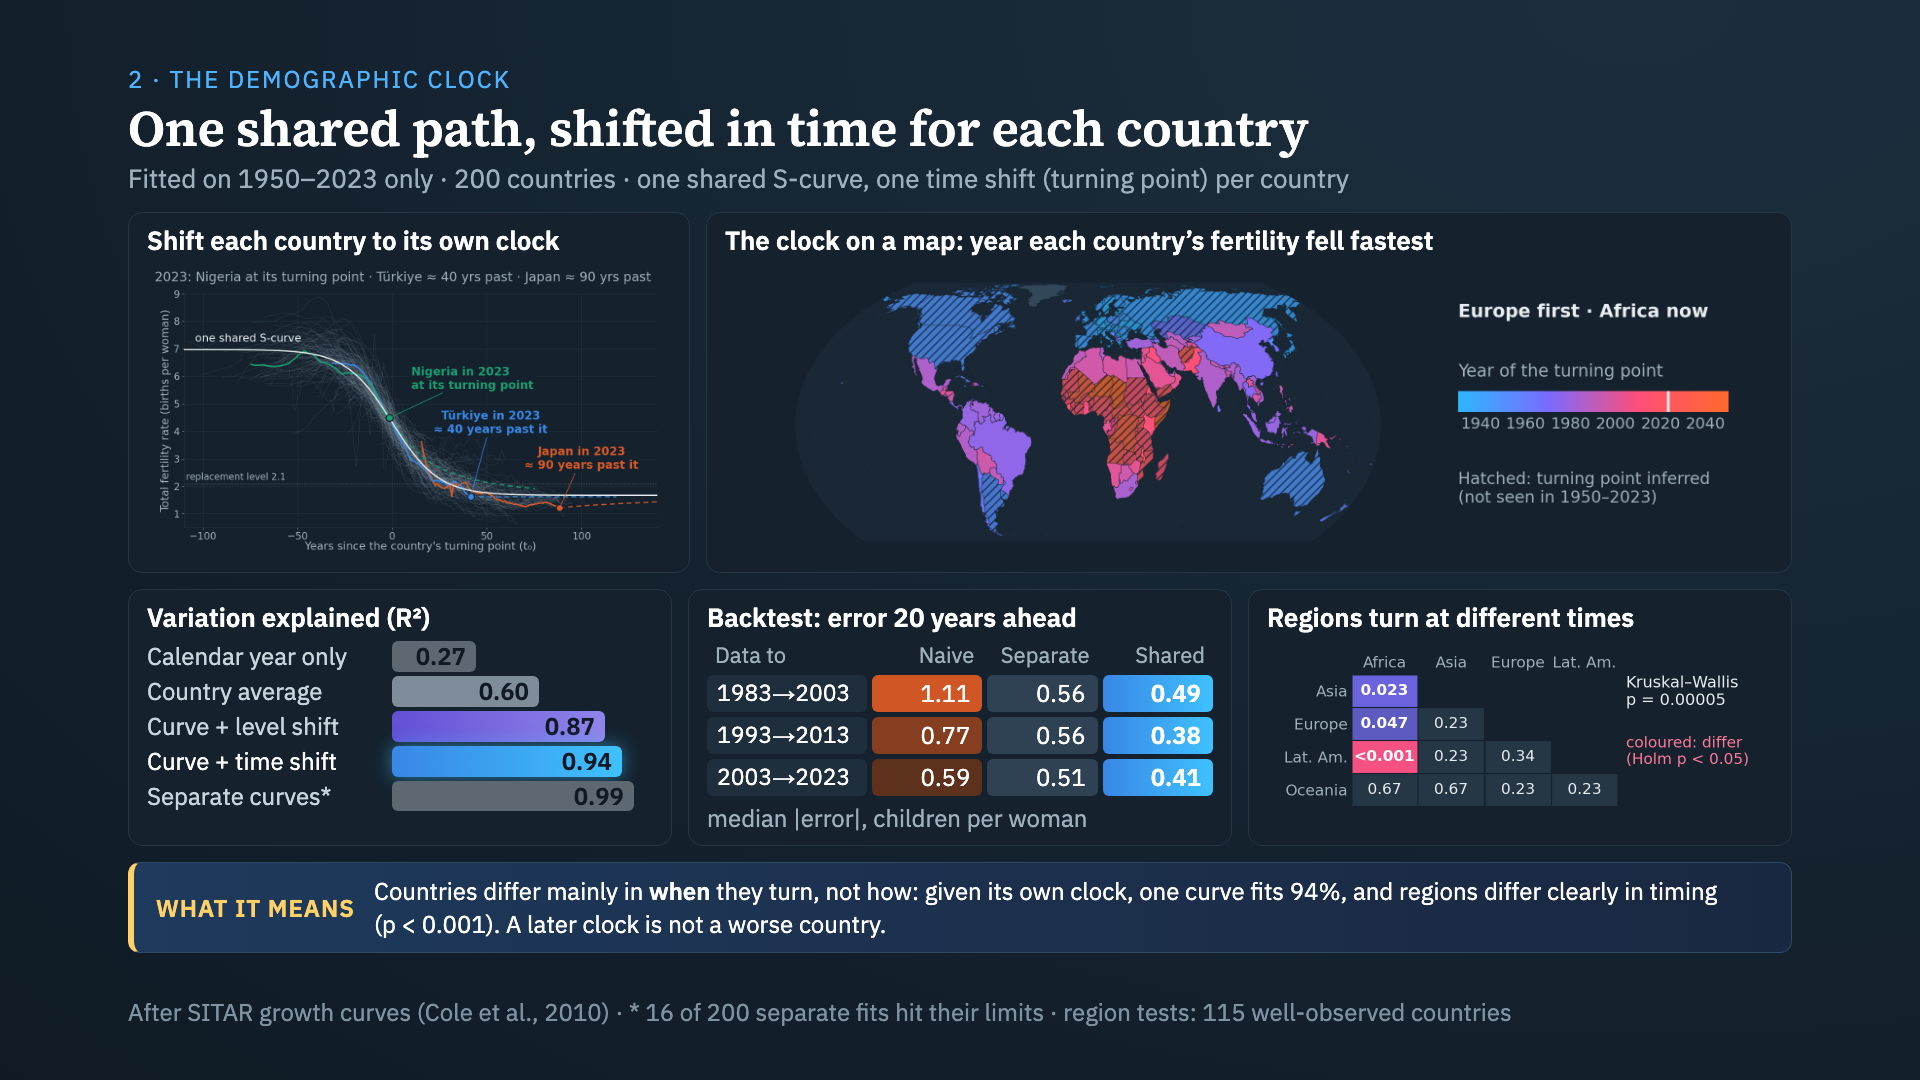 2 · THE DEMOGRAPHIC CLOCK
One shared path, shifted in time for each country
Fitted on 1950–2023 only · 200 countries · one shared S-curve, one time shift (turning point) per country
Shift each country to its own clock
2023: Nigeria at its turning point · Türkiye ≈ 40 yrs past · Japan ≈ 90 yrs past
Total fertility rate (births per woman)
9
8
7
6
5
4
3
2
1
one shared S-curve
Nigeria in 2023
at its turning point
Türkiye in 2023
≈ 40 years past it
Japan in 2023
≈ 90 years past it
replacement level 2.1
−100 −50 0 50 100
Years since the country's turning point (t₀)
The clock on a map: year each country’s fertility fell fastest
Europe first · Africa now
Year of the turning point
1940 1960 1980 2000 2020 2040
Hatched: turning point inferred
(not seen in 1950–2023)
Variation explained (R²)
Calendar year only 0.27
Country average 0.60
Curve + level shift 0.87
Curve + time shift 0.94
Separate curves* 0.99
Backtest: error 20 years ahead
Data to Naive Separate Shared
1983→2003 1.11 0.56 0.49
1993→2013 0.77 0.56 0.38
2003→2023 0.59 0.51 0.41
median |error|, children per woman
Regions turn at different times
Africa Asia Europe Lat. Am.
Asia 0.023
Europe 0.047 0.23
Lat. Am. <0.001 0.23 0.34
Oceania 0.67 0.67 0.23 0.23
Kruskal–Wallis
p = 0.00005
coloured: differ
(Holm p < 0.05)
WHAT IT MEANS
Countries differ mainly in when they turn, not how: given its own clock, one curve fits 94%, and regions differ clearly in timing
(p < 0.001). A later clock is not a worse country.
After SITAR growth curves (Cole et al., 2010) · * 16 of 200 separate fits hit their limits · region tests: 115 well-observed countries